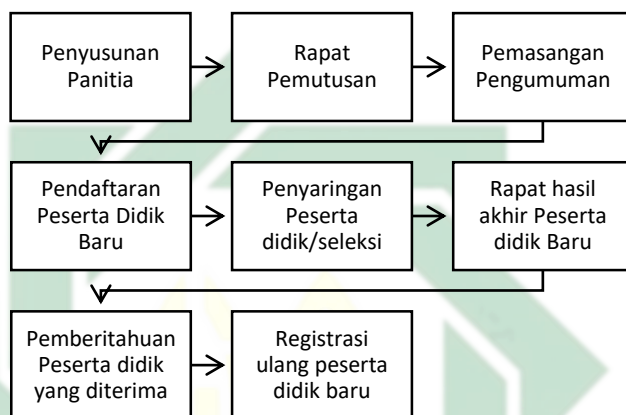 Penyusunan
Panitia
Rapat
Pemutusan
Pemasangan
Pengumuman
Pendaftaran
Peserta Didik
Baru
Penyaringan
Peserta
didik/seleksi
Rapat hasil
akhir Peserta
didik Baru
Pemberitahuan
Peserta didik
yang diterima
Registrasi
ulang peserta
didik baru